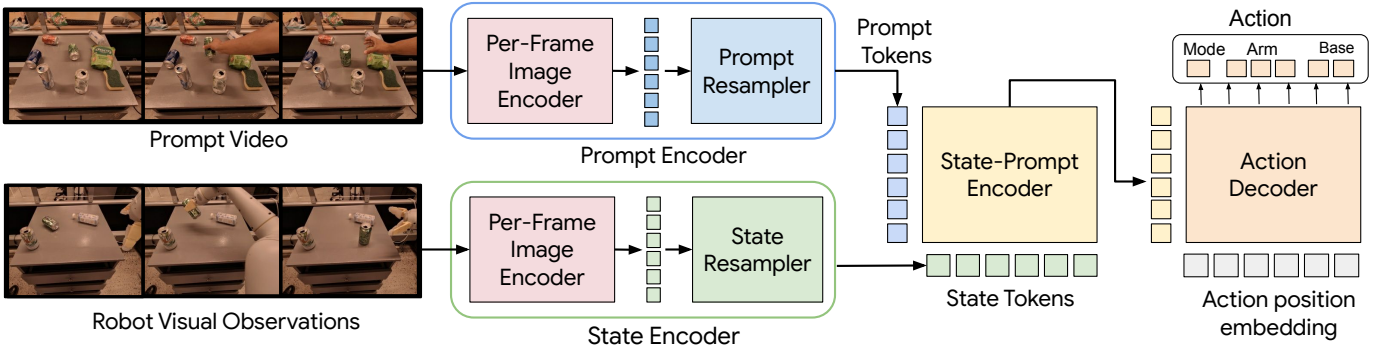 Prompt Video
Per-Frame
Image
Encoder
Prompt
Resampler
Prompt Encoder
Prompt
Tokens
Robot Visual Observations
Per-Frame
Image
Encoder
State
Resampler
State Encoder
State-Prompt
Encoder
State Tokens
Action
Mode Arm Base
Action
Decoder
Action position
embedding